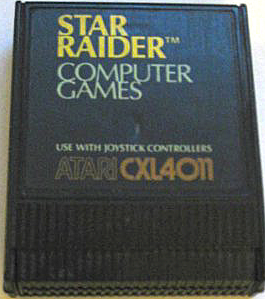 STAR
RAIDER™
COMPUTER
GAMES
USE WITH JOYSTICK CONTROLLERS
ATARI CXL4011